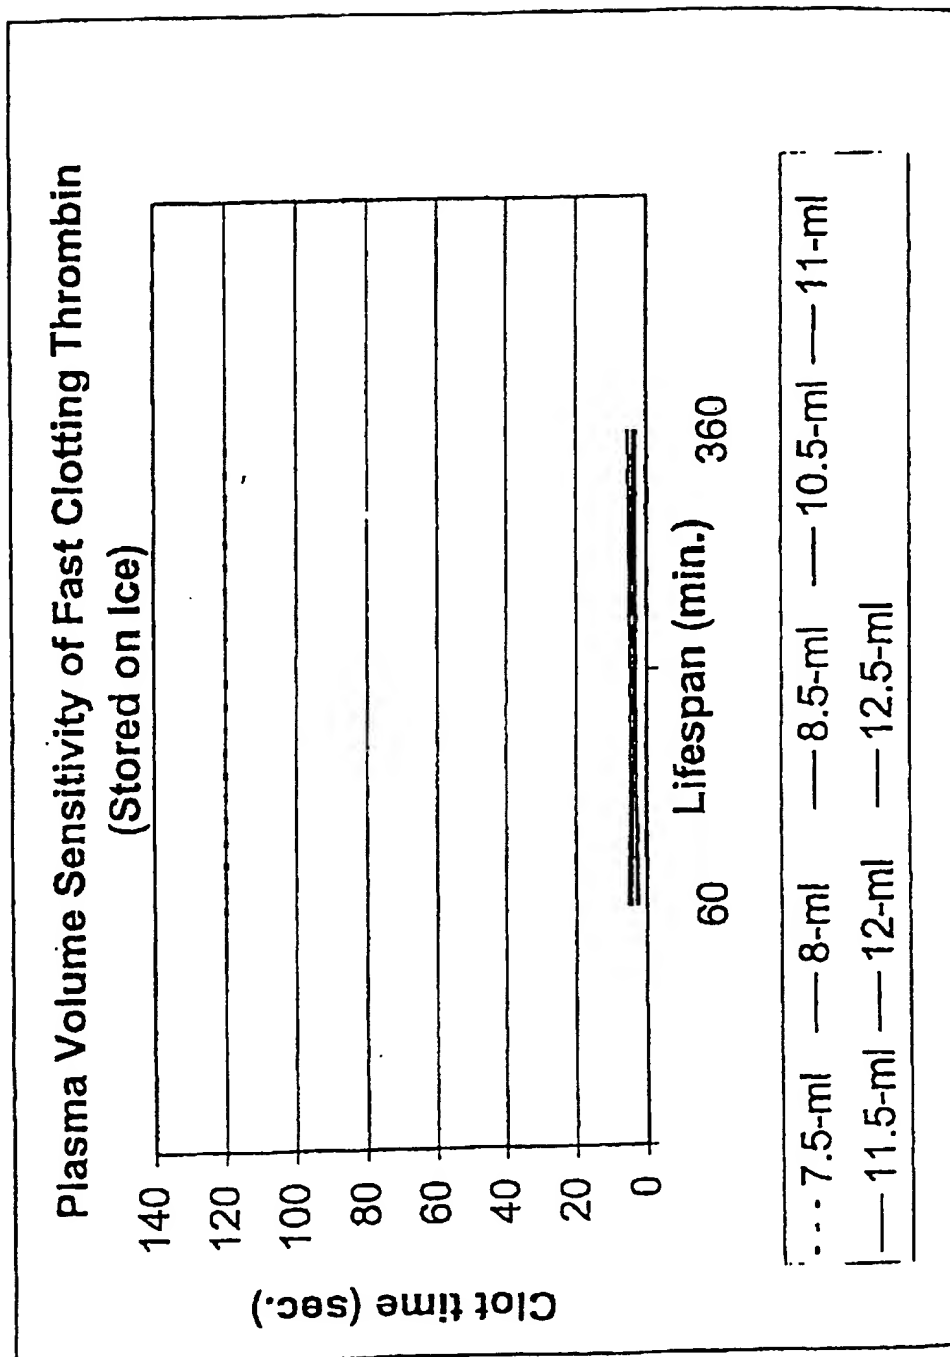 Plasma Volume Sensitivity of Fast Clotting Thrombin
(Stored on Ice)
Clot time (sec.)
140
120
100
80
60
40
20
0
60 360
Lifespan (min.)
7.5-ml 8-ml 8.5-ml 10.5-ml 11-ml
11.5-ml 12-ml 12.5-ml